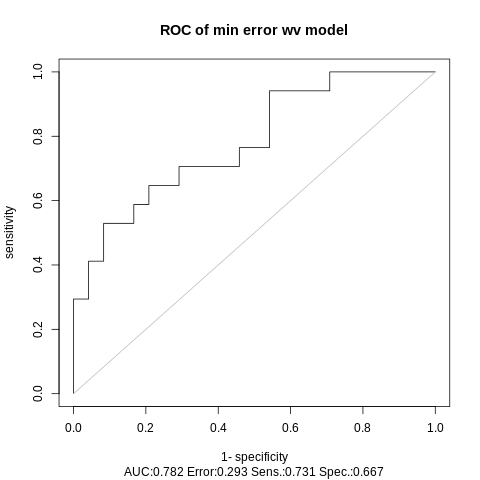 ROC of min error wv model
1.0
0.8
0.6
0.4
0.2
0.0
sensitivity
0.0 0.2 0.4 0.6 0.8 1.0
1- specificity
AUC:0.782 Error:0.293 Sens.:0.731 Spec.:0.667